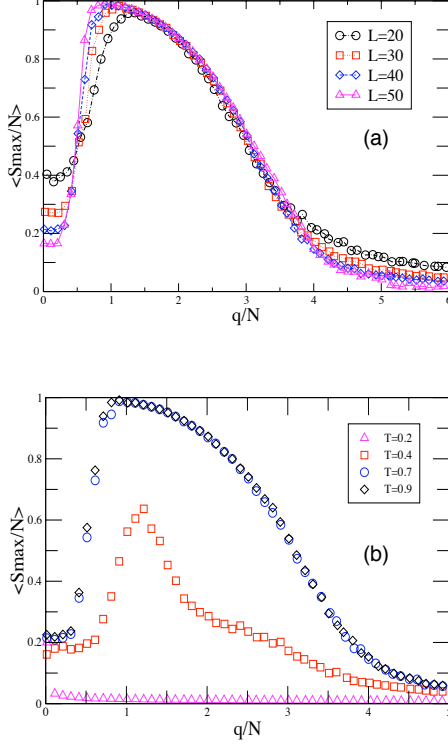 1
0.8
0.6
0.4
0.2
0
<Smax/N>
L=20
L=30
L=40
L=50
(a)
0 1 2 3 4 5 6
q/N
1
0.8
0.6
0.4
0.2
0
<Smax/N>
T=0.2
T=0.4
T=0.7
T=0.9
(b)
0 1 2 3 4 5
q/N